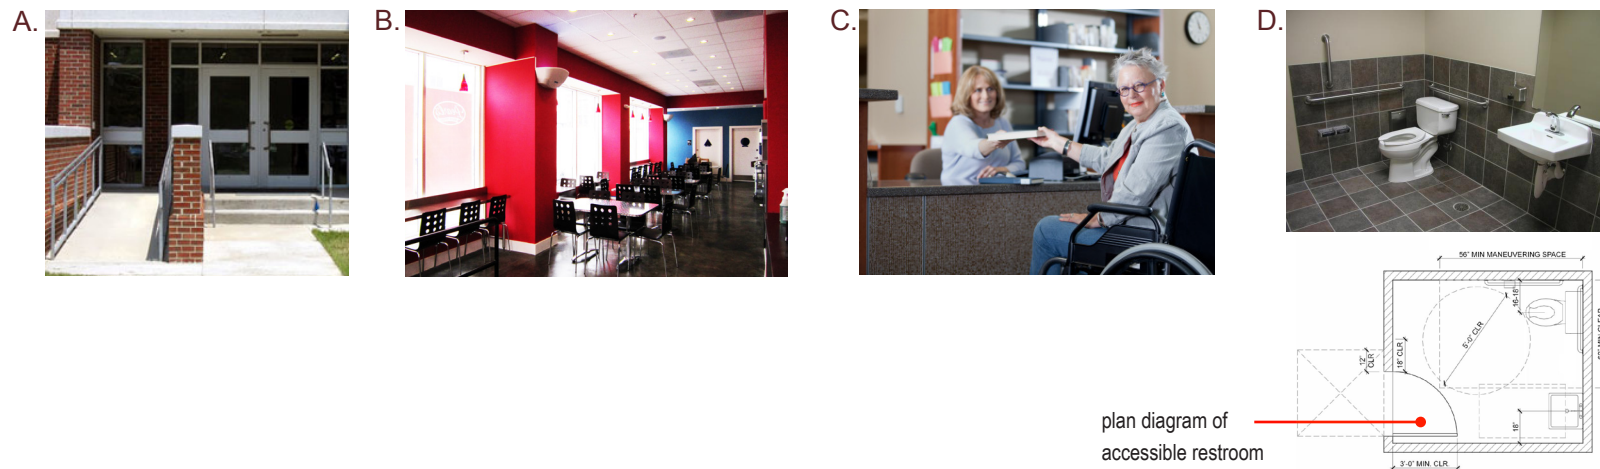 A.
B.
C.
D.
56" MIN MANEUVERING SPACE
16-18"
5'-0" CLR
12"
CLR
18" CLR
18"
3'-0" MIN. CLR.
plan diagram of
accessible restroom